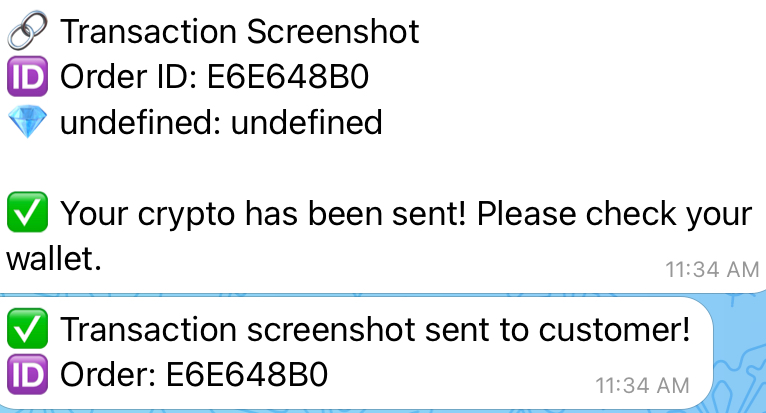 🔗 Transaction Screenshot
🆔 Order ID: E6E648B0
💎 undefined: undefined
✅ Your crypto has been sent! Please check your
wallet.
11:34 AM
✅ Transaction screenshot sent to customer!
🆔 Order: E6E648B0
11:34 AM